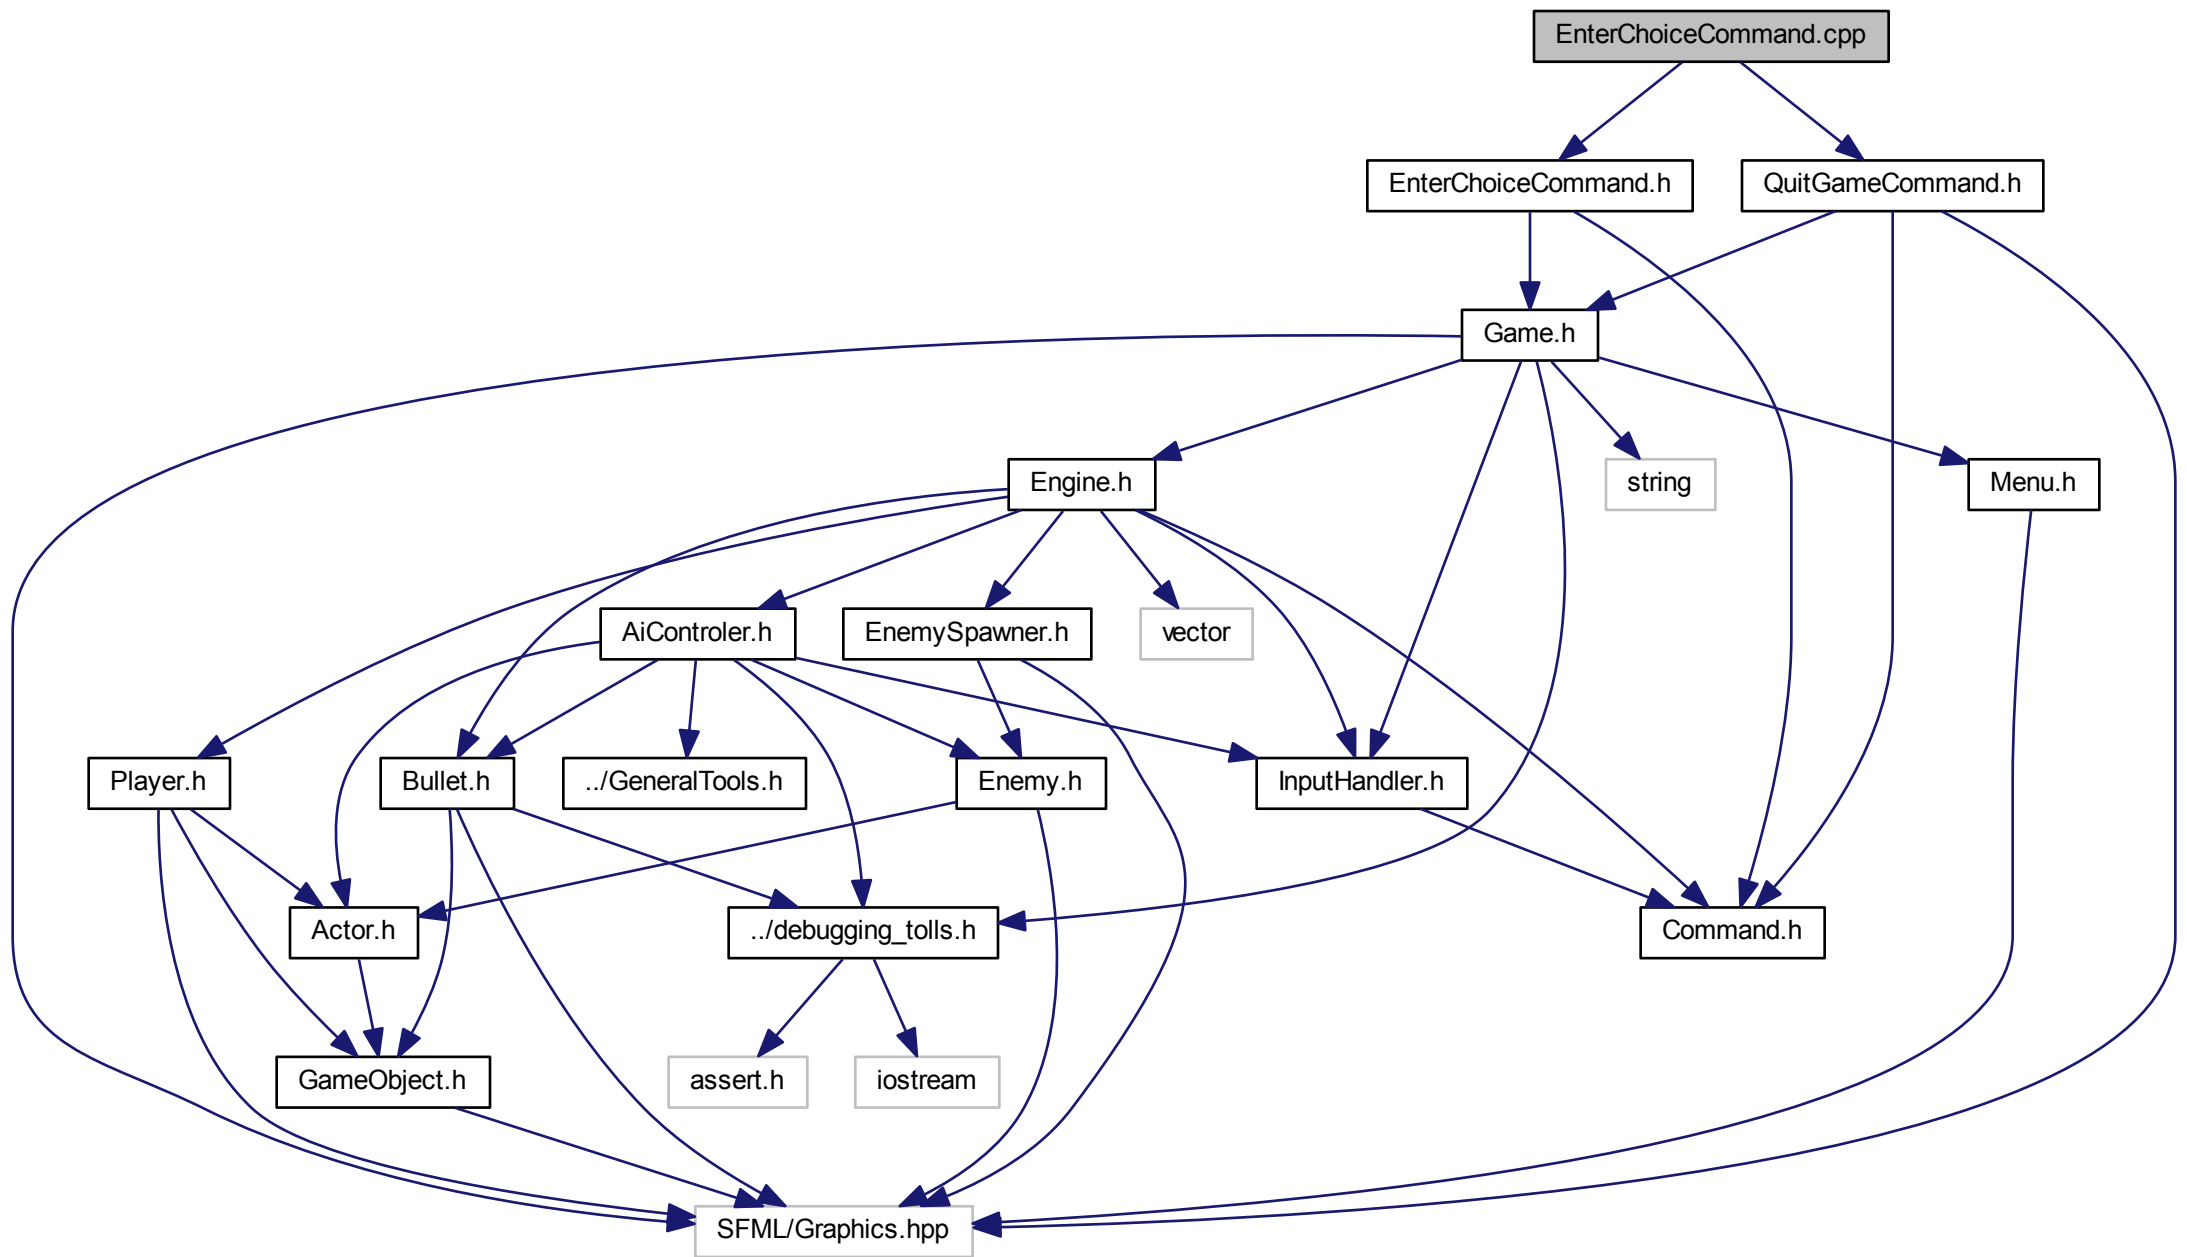 EnterChoiceCommand.cpp
EnterChoiceCommand.h
QuitGameCommand.h
Game.h
Engine.h
string
Menu.h
AiControler.h
EnemySpawner.h
vector
Player.h
Bullet.h
../GeneralTools.h
Enemy.h
InputHandler.h
Actor.h
../debugging_tolls.h
Command.h
GameObject.h
assert.h
iostream
SFML/Graphics.hpp